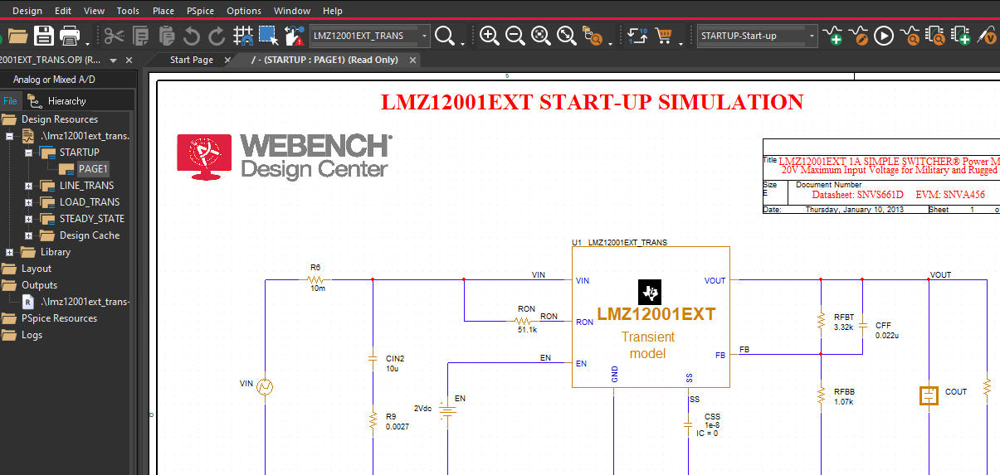 Design Edit View Tools Place PSpice Options Window Help
LMZ12001EXT_TRANS
STARTUP-Start-up
001EXT_TRANS.OPJ (R...
Start Page
/ - (STARTUP : PAGE1) (Read Only)
Analog or Mixed A/D
File Hierarchy
Design Resources
.\lmz12001ext_trans.
STARTUP
PAGE1
LINE_TRANS
LOAD_TRANS
STEADY_STATE
Design Cache
Library
Layout
Outputs
.\lmz12001ext_trans-
PSpice Resources
Logs
5
LMZ12001EXT START-UP SIMULATION
WEBENCH®
Design Center
Title LMZ12001EXT 1A SIMPLE SWITCHER® Power M
20V Maximum Input Voltage for Military and Rugged
Size Document Number
E Datasheet: SNVS661D EVM: SNVA456
Date: Thursday, January 10, 2013 Sheet 1 o
U1 LMZ12001EXT_TRANS
R6
10m
VIN
VIN
VOUT
VOUT
LMZ12001EXT
Transient
model
RON
RON
RON
51.1k
RFBT
3.32k
CFF
0.022u
FB
FB
EN
EN
CIN2
10u
GND
SS
SS
VIN
EN
2Vdc
R9
0.0027
CSS
1e-8
IC = 0
RFBB
1.07k
COUT
D